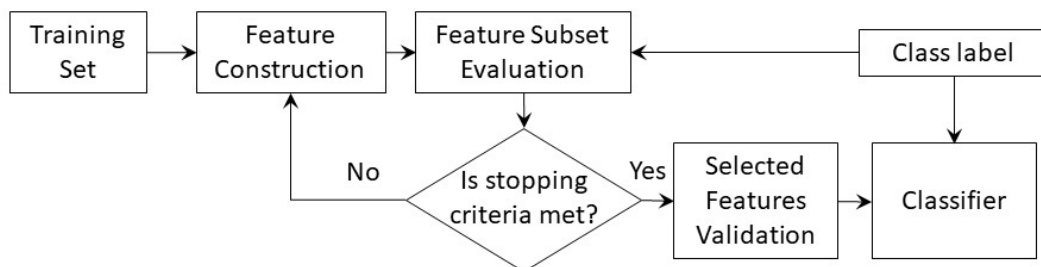 Training
Set
Feature
Construction
Feature Subset
Evaluation
Class label
No
Is stopping
criteria met?
Yes
Selected
Features
Validation
Classifier